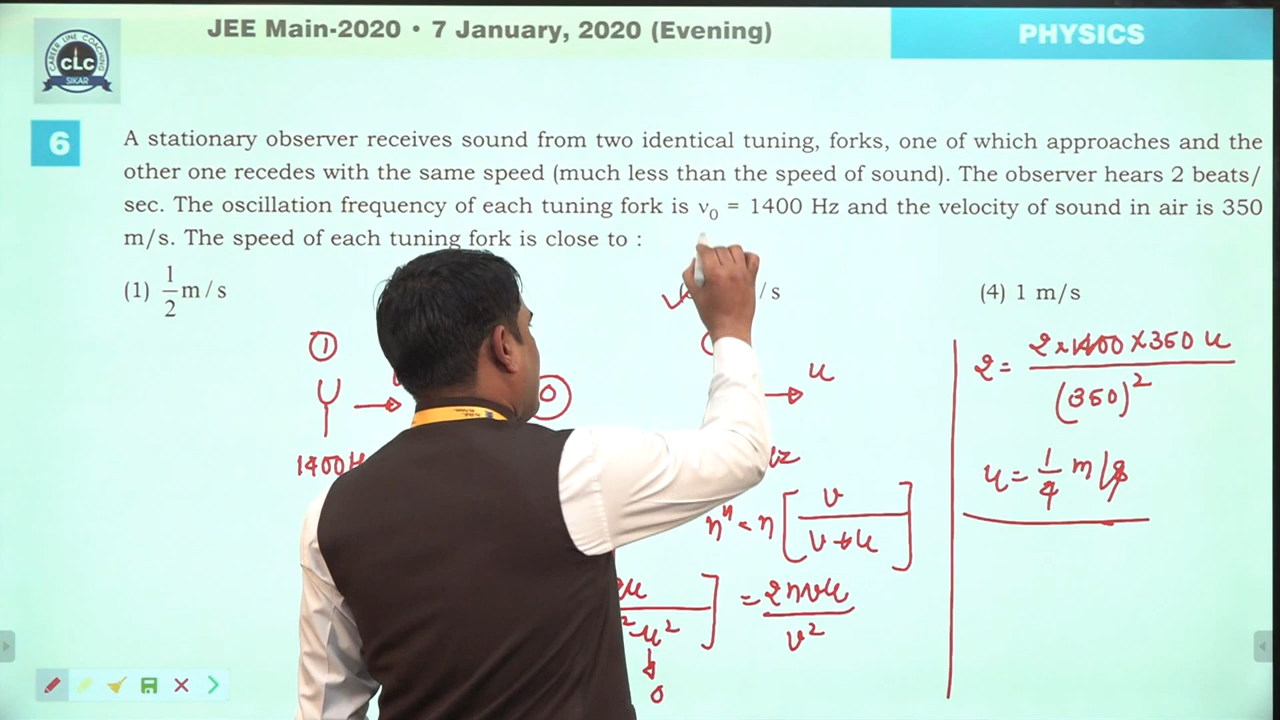 JEE Main-2020 • 7 January, 2020 (Evening)
PHYSICS
CAREER LINE COACHING
CLC
SIKAR
6
A stationary observer receives sound from two identical tuning, forks, one of which approaches and the
other one recedes with the same speed (much less than the speed of sound). The observer hears 2 beats/
sec. The oscillation frequency of each tuning fork is ν₀ = 1400 Hz and the velocity of sound in air is 350
m/s. The speed of each tuning fork is close to :
(1) 1/2 m/s
/s
(4) 1 m/s
①
O
u
1400H
Hz
n" = n [ v / v+u ]
u² ] = 2nvu / v²
0
2 = 2×1400×350 u / (350)²
u = 1/4 m/s